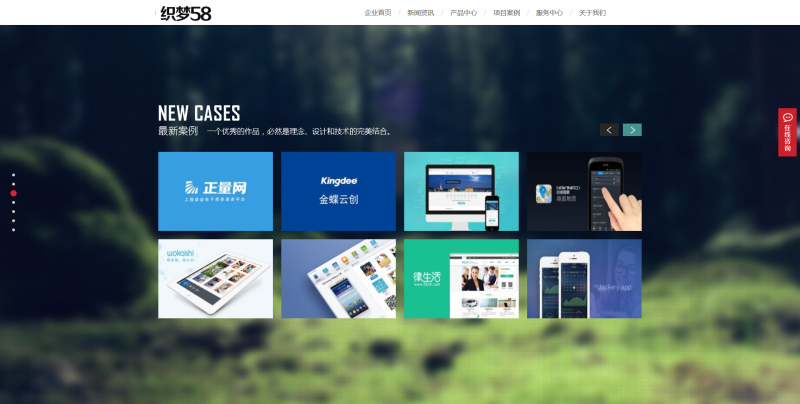 织梦58
企业首页 / 新闻资讯 / 产品中心 / 项目案例 / 服务中心 / 关于我们
NEW CASES
最新案例 一个优秀的作品，必然是理念、设计和技术的完美结合。
在线咨询
正量网
Kingdee
金蝶云创
wokaishi
律生活
Jackery app